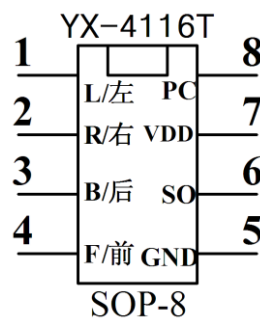 YX-4116T
1 L/左 PC 8
2 R/右 VDD 7
3 B/后 SO 6
4 F/前 GND 5
SOP-8